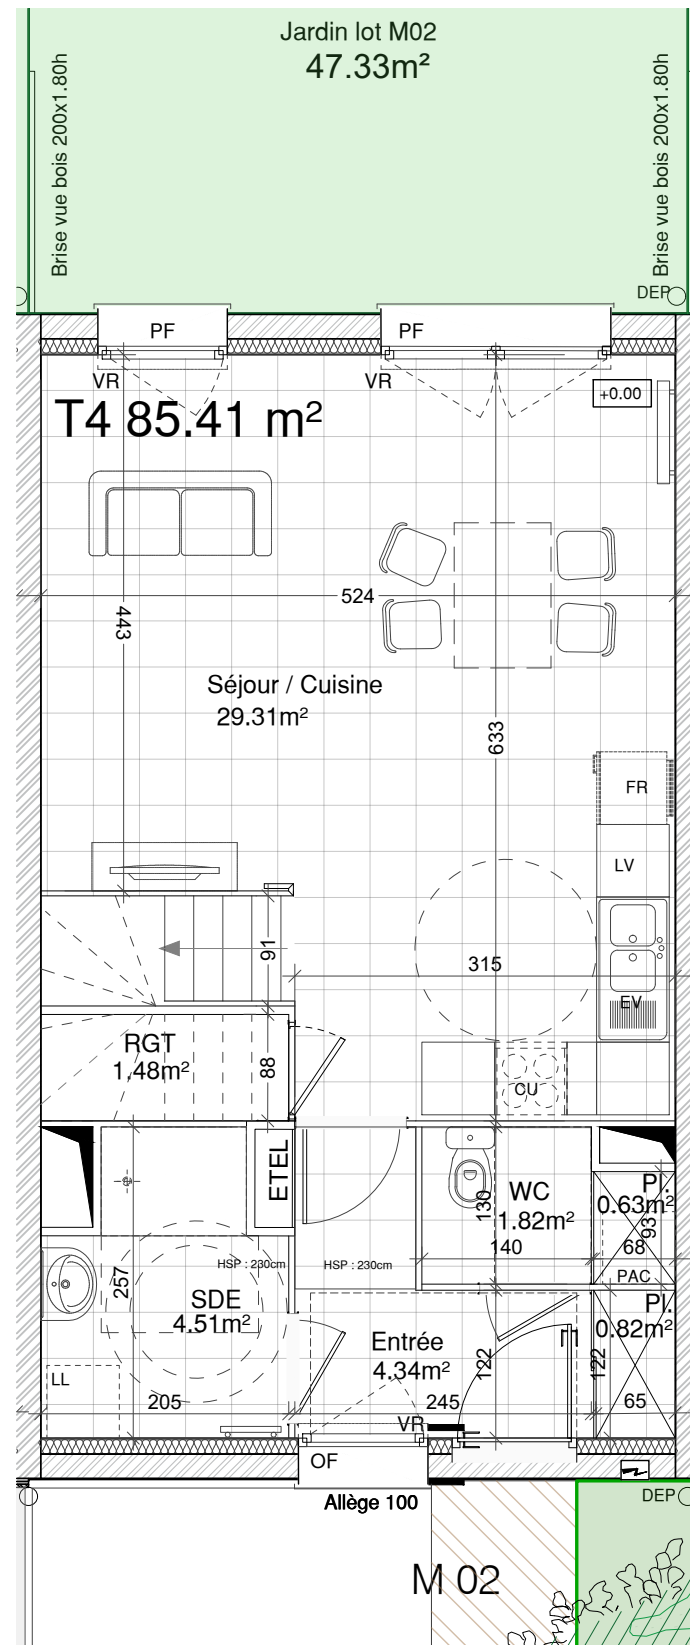 Jardin lot M02
47.33m²
Brise vue bois 200x1.80h
Brise vue bois 200x1.80h
DEP
PF
PF
VR
VR
+0.00
T4 85.41 m²
524
443
Séjour / Cuisine
29.31m²
633
FR
LV
91
315
EV
RGT
1.48m²
88
CU
ETEL
WC
1.82m²
130
140
Pl.
0.63m²
93
68
HSP : 230cm
HSP : 230cm
PAC
257
SDE
4.51m²
Pl.
0.82m²
Entrée
4.34m²
122
122
LL
205
245
65
VR
OF
Allège 100
DEP
M 02